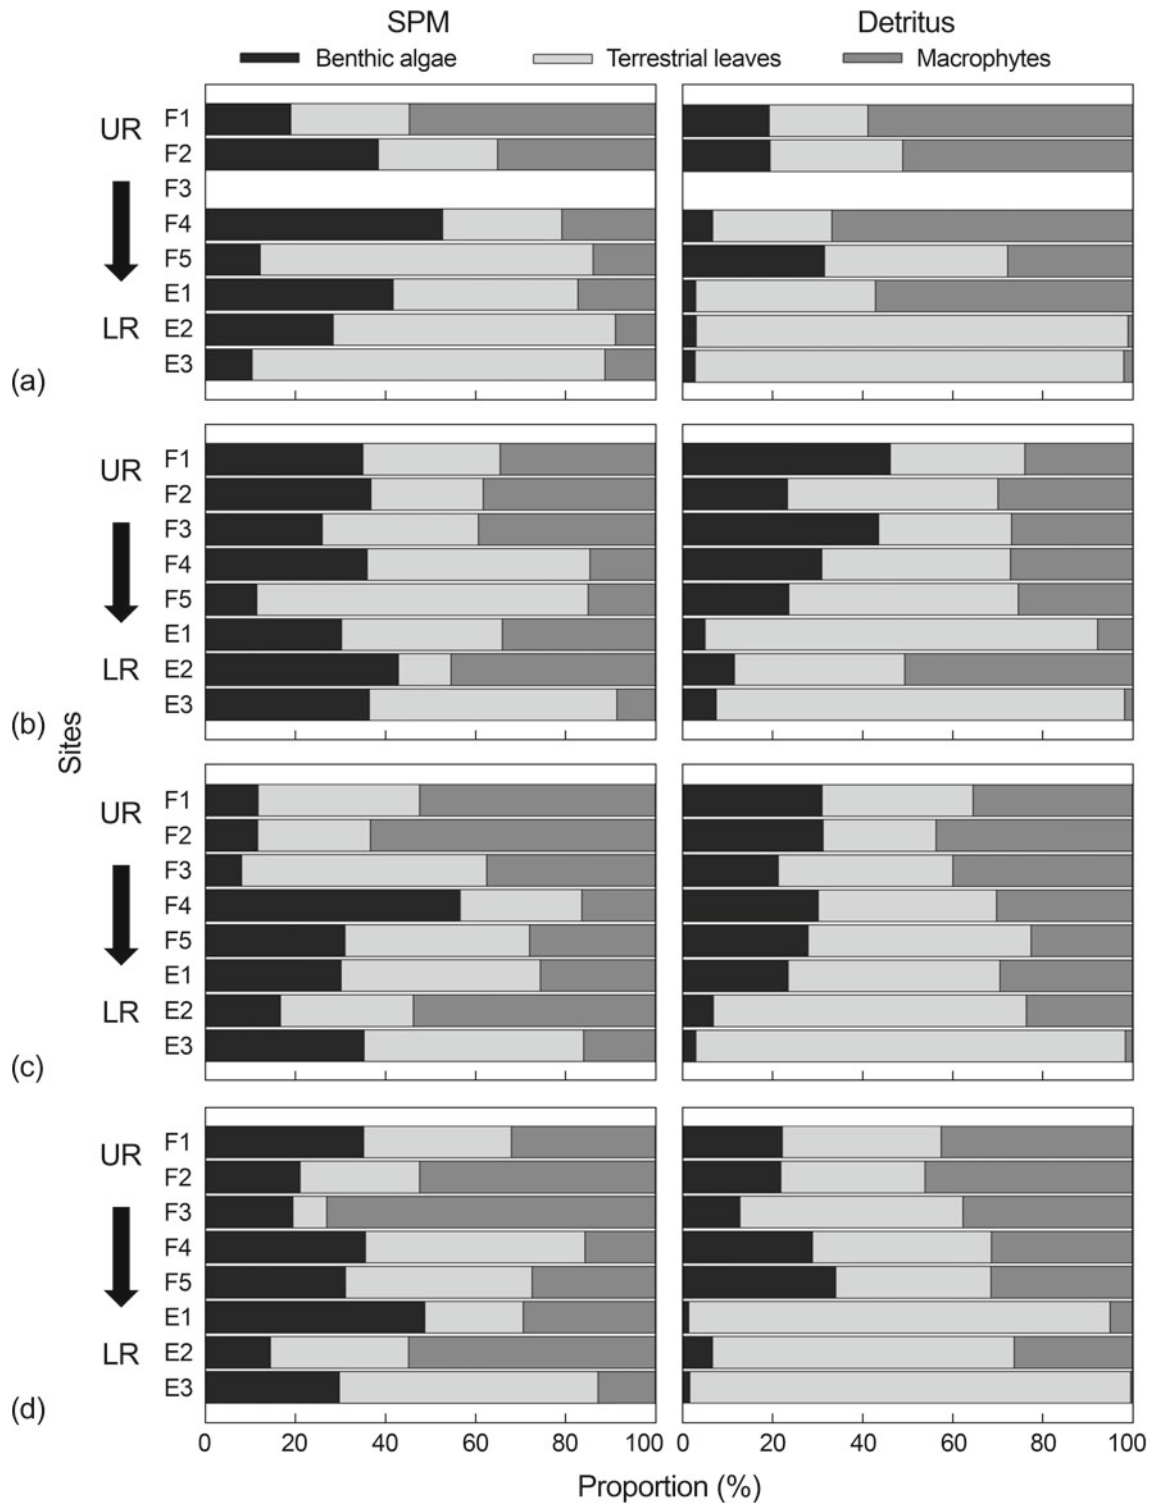 SPM Detritus
Benthic algae Terrestrial leaves Macrophytes
UR
LR
F1
F2
F3
F4
F5
E1
E2
E3
(a)
UR
LR
F1
F2
F3
F4
F5
E1
E2
E3
(b)
Sites
UR
LR
F1
F2
F3
F4
F5
E1
E2
E3
(c)
UR
LR
F1
F2
F3
F4
F5
E1
E2
E3
(d)
0 20 40 60 80 100 0 20 40 60 80 100
Proportion (%)